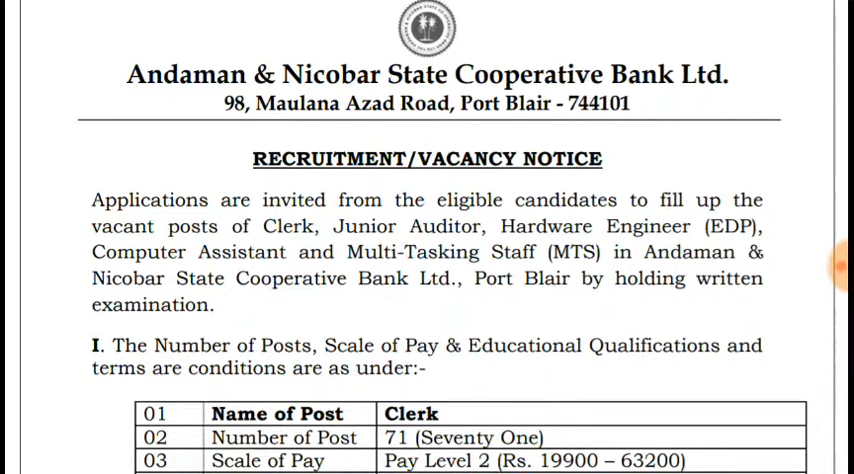 Andaman & Nicobar State Cooperative Bank Ltd.
98, Maulana Azad Road, Port Blair - 744101
RECRUITMENT/VACANCY NOTICE
Applications are invited from the eligible candidates to fill up the
vacant posts of Clerk, Junior Auditor, Hardware Engineer (EDP),
Computer Assistant and Multi-Tasking Staff (MTS) in Andaman &
Nicobar State Cooperative Bank Ltd., Port Blair by holding written
examination.
I. The Number of Posts, Scale of Pay & Educational Qualifications and
terms are conditions are as under:-
01 Name of Post Clerk
02 Number of Post 71 (Seventy One)
03 Scale of Pay Pay Level 2 (Rs. 19900 – 63200)